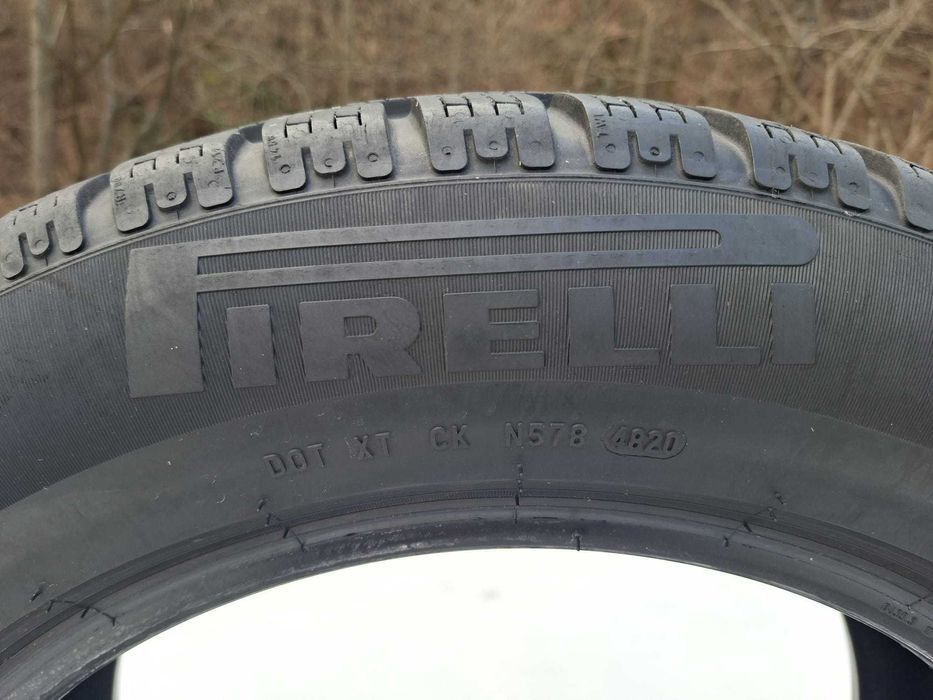 PIRELLI
DOT XT CK N578 4820